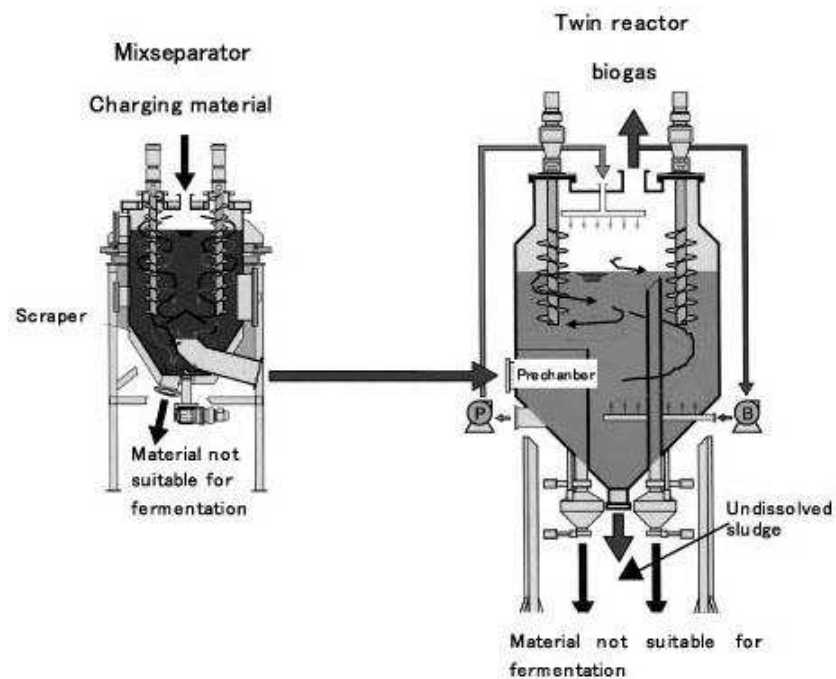 Mixseparator
Charging material
Scraper
Material not
suitable for
fermentation
Twin reactor
biogas
Prechanber
P
B
Undissolved
sludge
Material not suitable for
fermentation